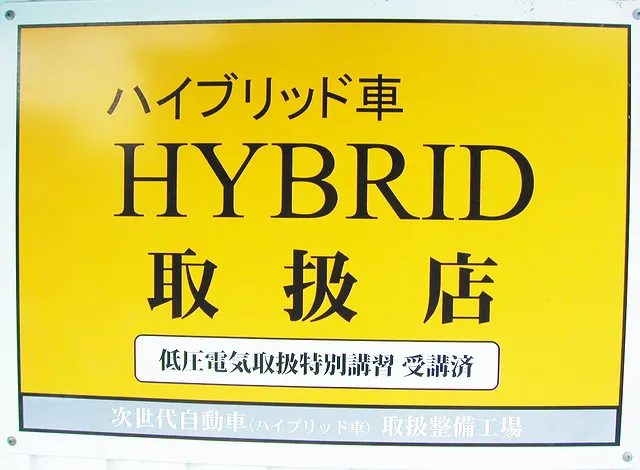 ハイブリッド車
HYBRID
取扱店
低圧電気取扱特別講習 受講済
次世代自動車(ハイブリッド車) 取扱整備工場